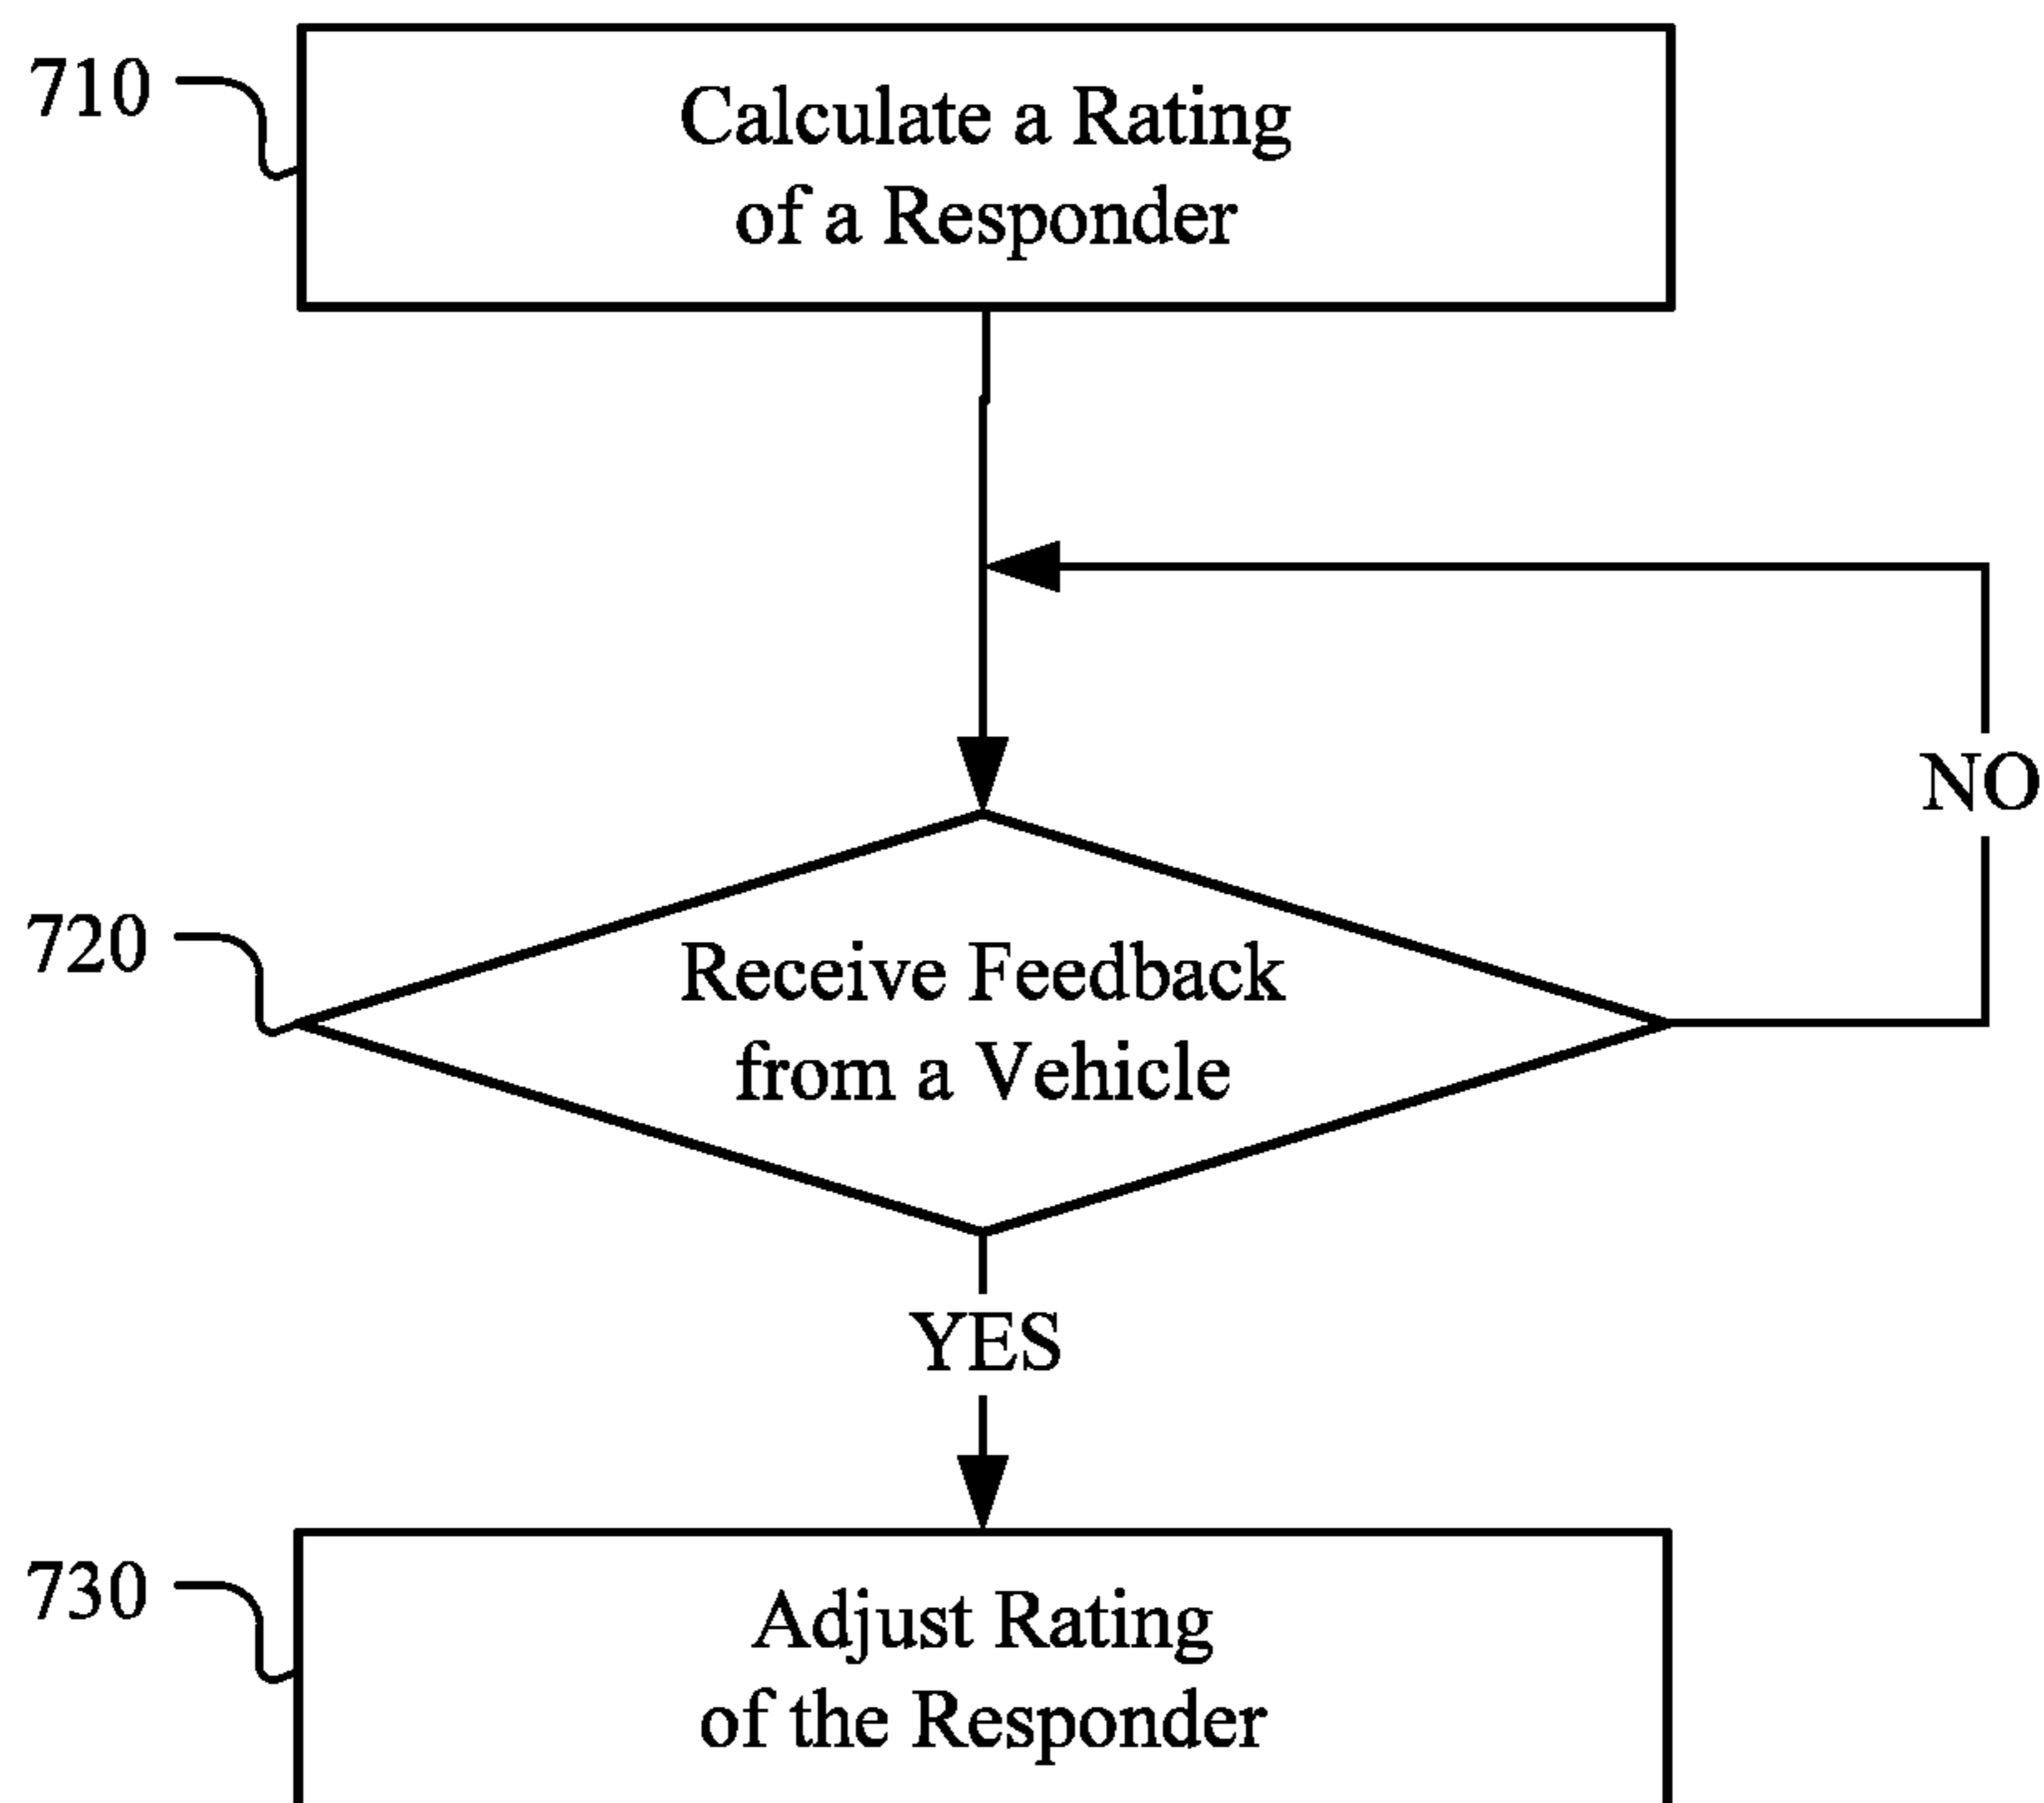 710
Calculate a Rating
of a Responder
NO
720
Receive Feedback
from a Vehicle
YES
730
Adjust Rating
of the Responder